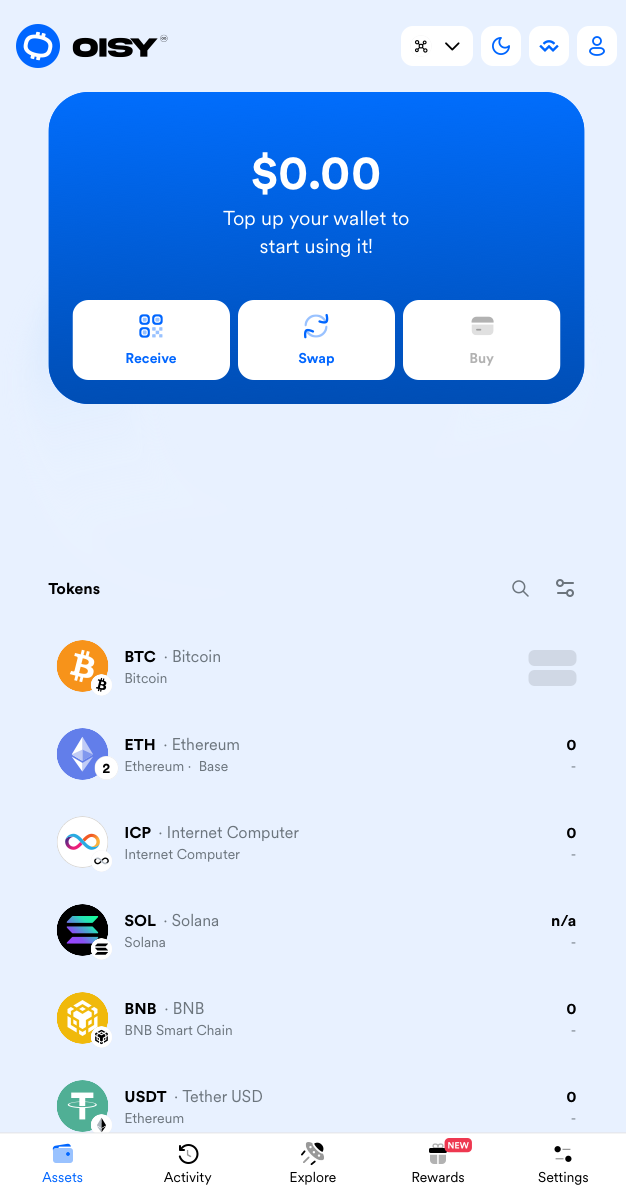 OISY
$0.00
Top up your wallet to
start using it!
Receive
Swap
Buy
Tokens
BTC · Bitcoin
Bitcoin
ETH · Ethereum
0
2
Ethereum · Base
-
ICP · Internet Computer
0
Internet Computer
-
SOL · Solana
n/a
Solana
-
BNB · BNB
0
BNB Smart Chain
-
USDT · Tether USD
0
Ethereum
-
NEW
Assets
Activity
Explore
Rewards
Settings